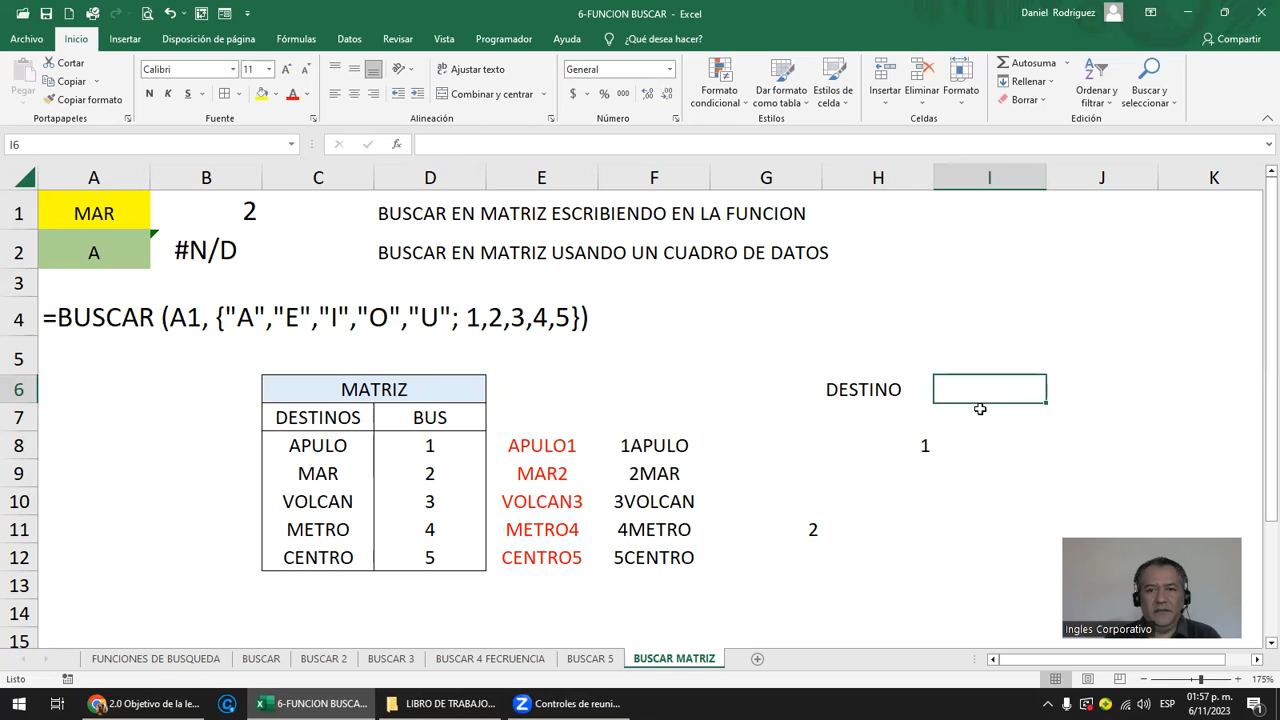 6-FUNCION BUSCAR - Excel
Daniel Rodriguez
Archivo Inicio Insertar Disposición de página Fórmulas Datos Revisar Vista Programador Ayuda ¿Qué desea hacer? Compartir
Pegar
Cortar
Copiar
Copiar formato
Portapapeles
Calibri 11
N K S
Fuente
Ajustar texto
Combinar y centrar
Alineación
General
$ % 000
Número
Formato condicional
Dar formato como tabla
Estilos de celda
Estilos
Insertar Eliminar Formato
Celdas
Autosuma
Rellenar
Borrar
Ordenar y filtrar
Buscar y seleccionar
Edición
I6
fx
A B C D E F G H I J K
1 MAR 2 BUSCAR EN MATRIZ ESCRIBIENDO EN LA FUNCION
2 A #N/D BUSCAR EN MATRIZ USANDO UN CUADRO DE DATOS
3
4 =BUSCAR (A1, {"A","E","I","O","U"; 1,2,3,4,5})
5
6 MATRIZ DESTINO
7 DESTINOS BUS
8 APULO 1 APULO1 1APULO 1
9 MAR 2 MAR2 2MAR
10 VOLCAN 3 VOLCAN3 3VOLCAN
11 METRO 4 METRO4 4METRO 2
12 CENTRO 5 CENTRO5 5CENTRO
13
14
15
Ingles Corporativo
FUNCIONES DE BUSQUEDA BUSCAR BUSCAR 2 BUSCAR 3 BUSCAR 4 FECRUENCIA BUSCAR 5 BUSCAR MATRIZ
Listo
175%
2.0 Objetivo de la le...
6-FUNCION BUSCA...
LIBRO DE TRABAJO...
Controles de reuni...
ESP
01:57 p. m.
6/11/2023